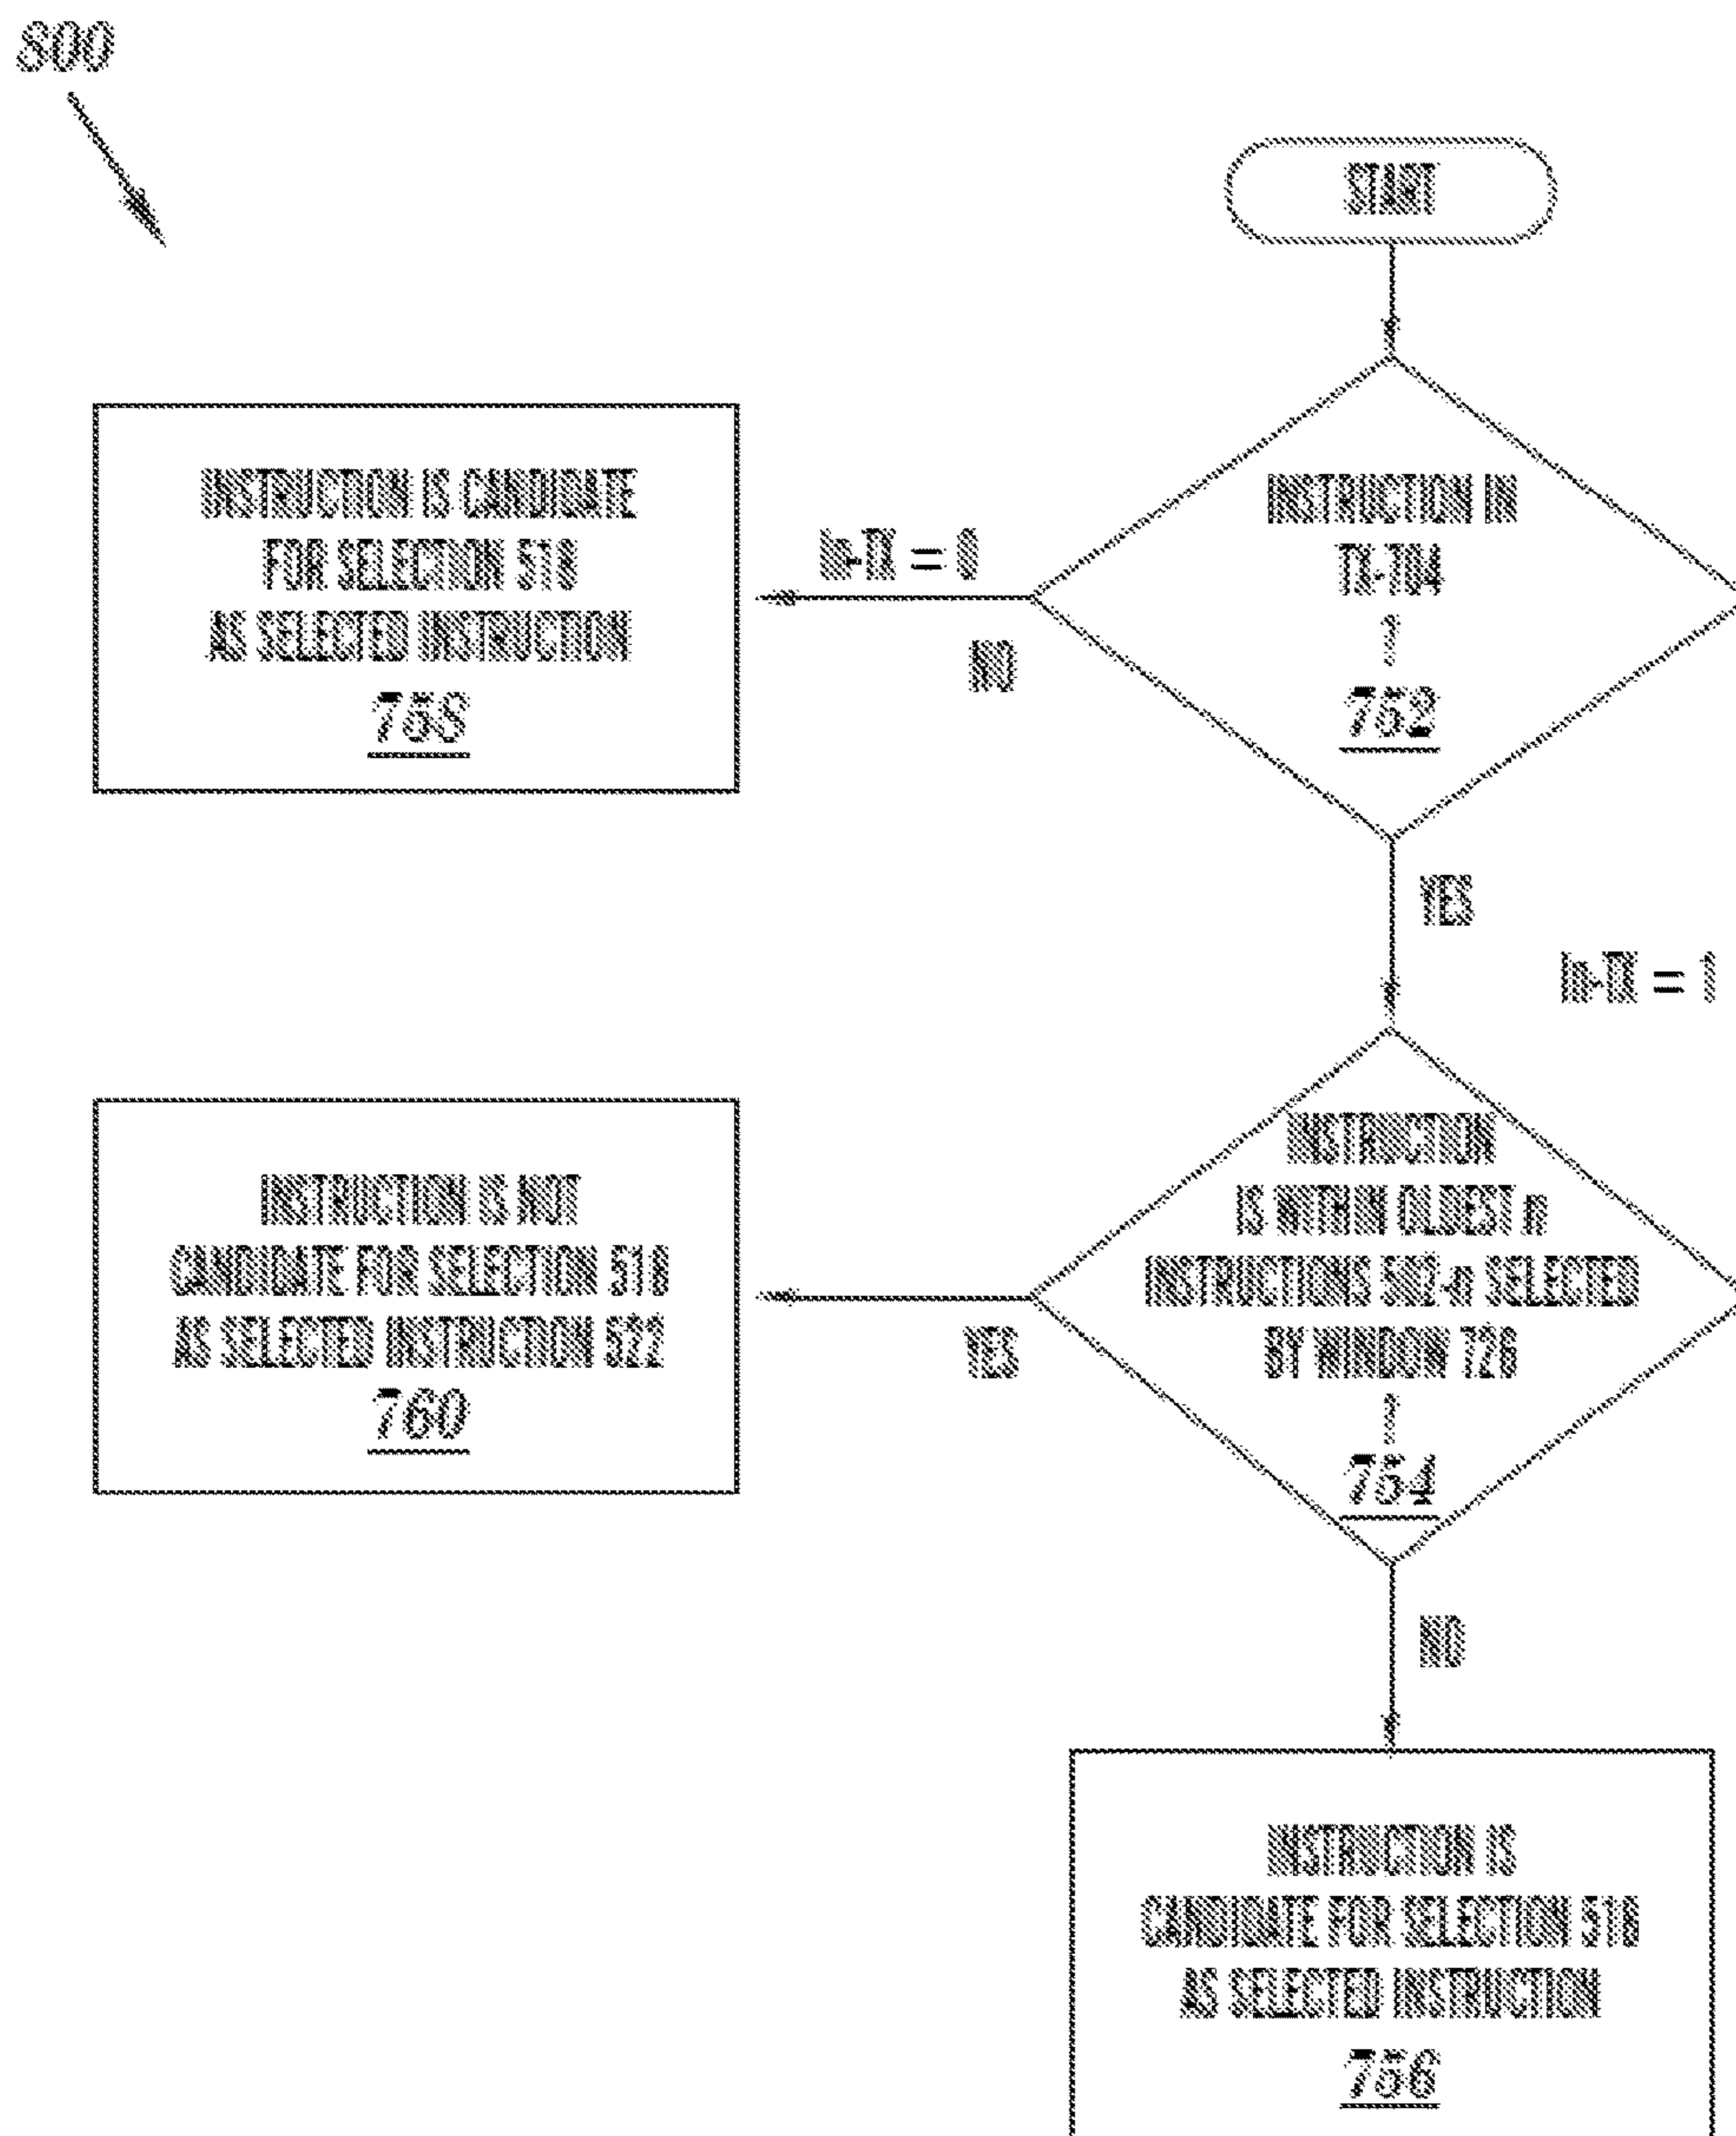 800
START
INSTRUCTION IN
TX-704
?
752
In-TX = 0
NO
INSTRUCTION IS CANDIDATE
FOR SELECTION 518
AS SELECTED INSTRUCTION
758
YES
In-TX = 1
INSTRUCTION
IS WITHIN OLDEST n
INSTRUCTIONS 502-n SELECTED
BY WINDOW 726
?
754
YES
INSTRUCTION IS NOT
CANDIDATE FOR SELECTION 518
AS SELECTED INSTRUCTION 522
760
NO
INSTRUCTION IS
CANDIDATE FOR SELECTION 518
AS SELECTED INSTRUCTION
756